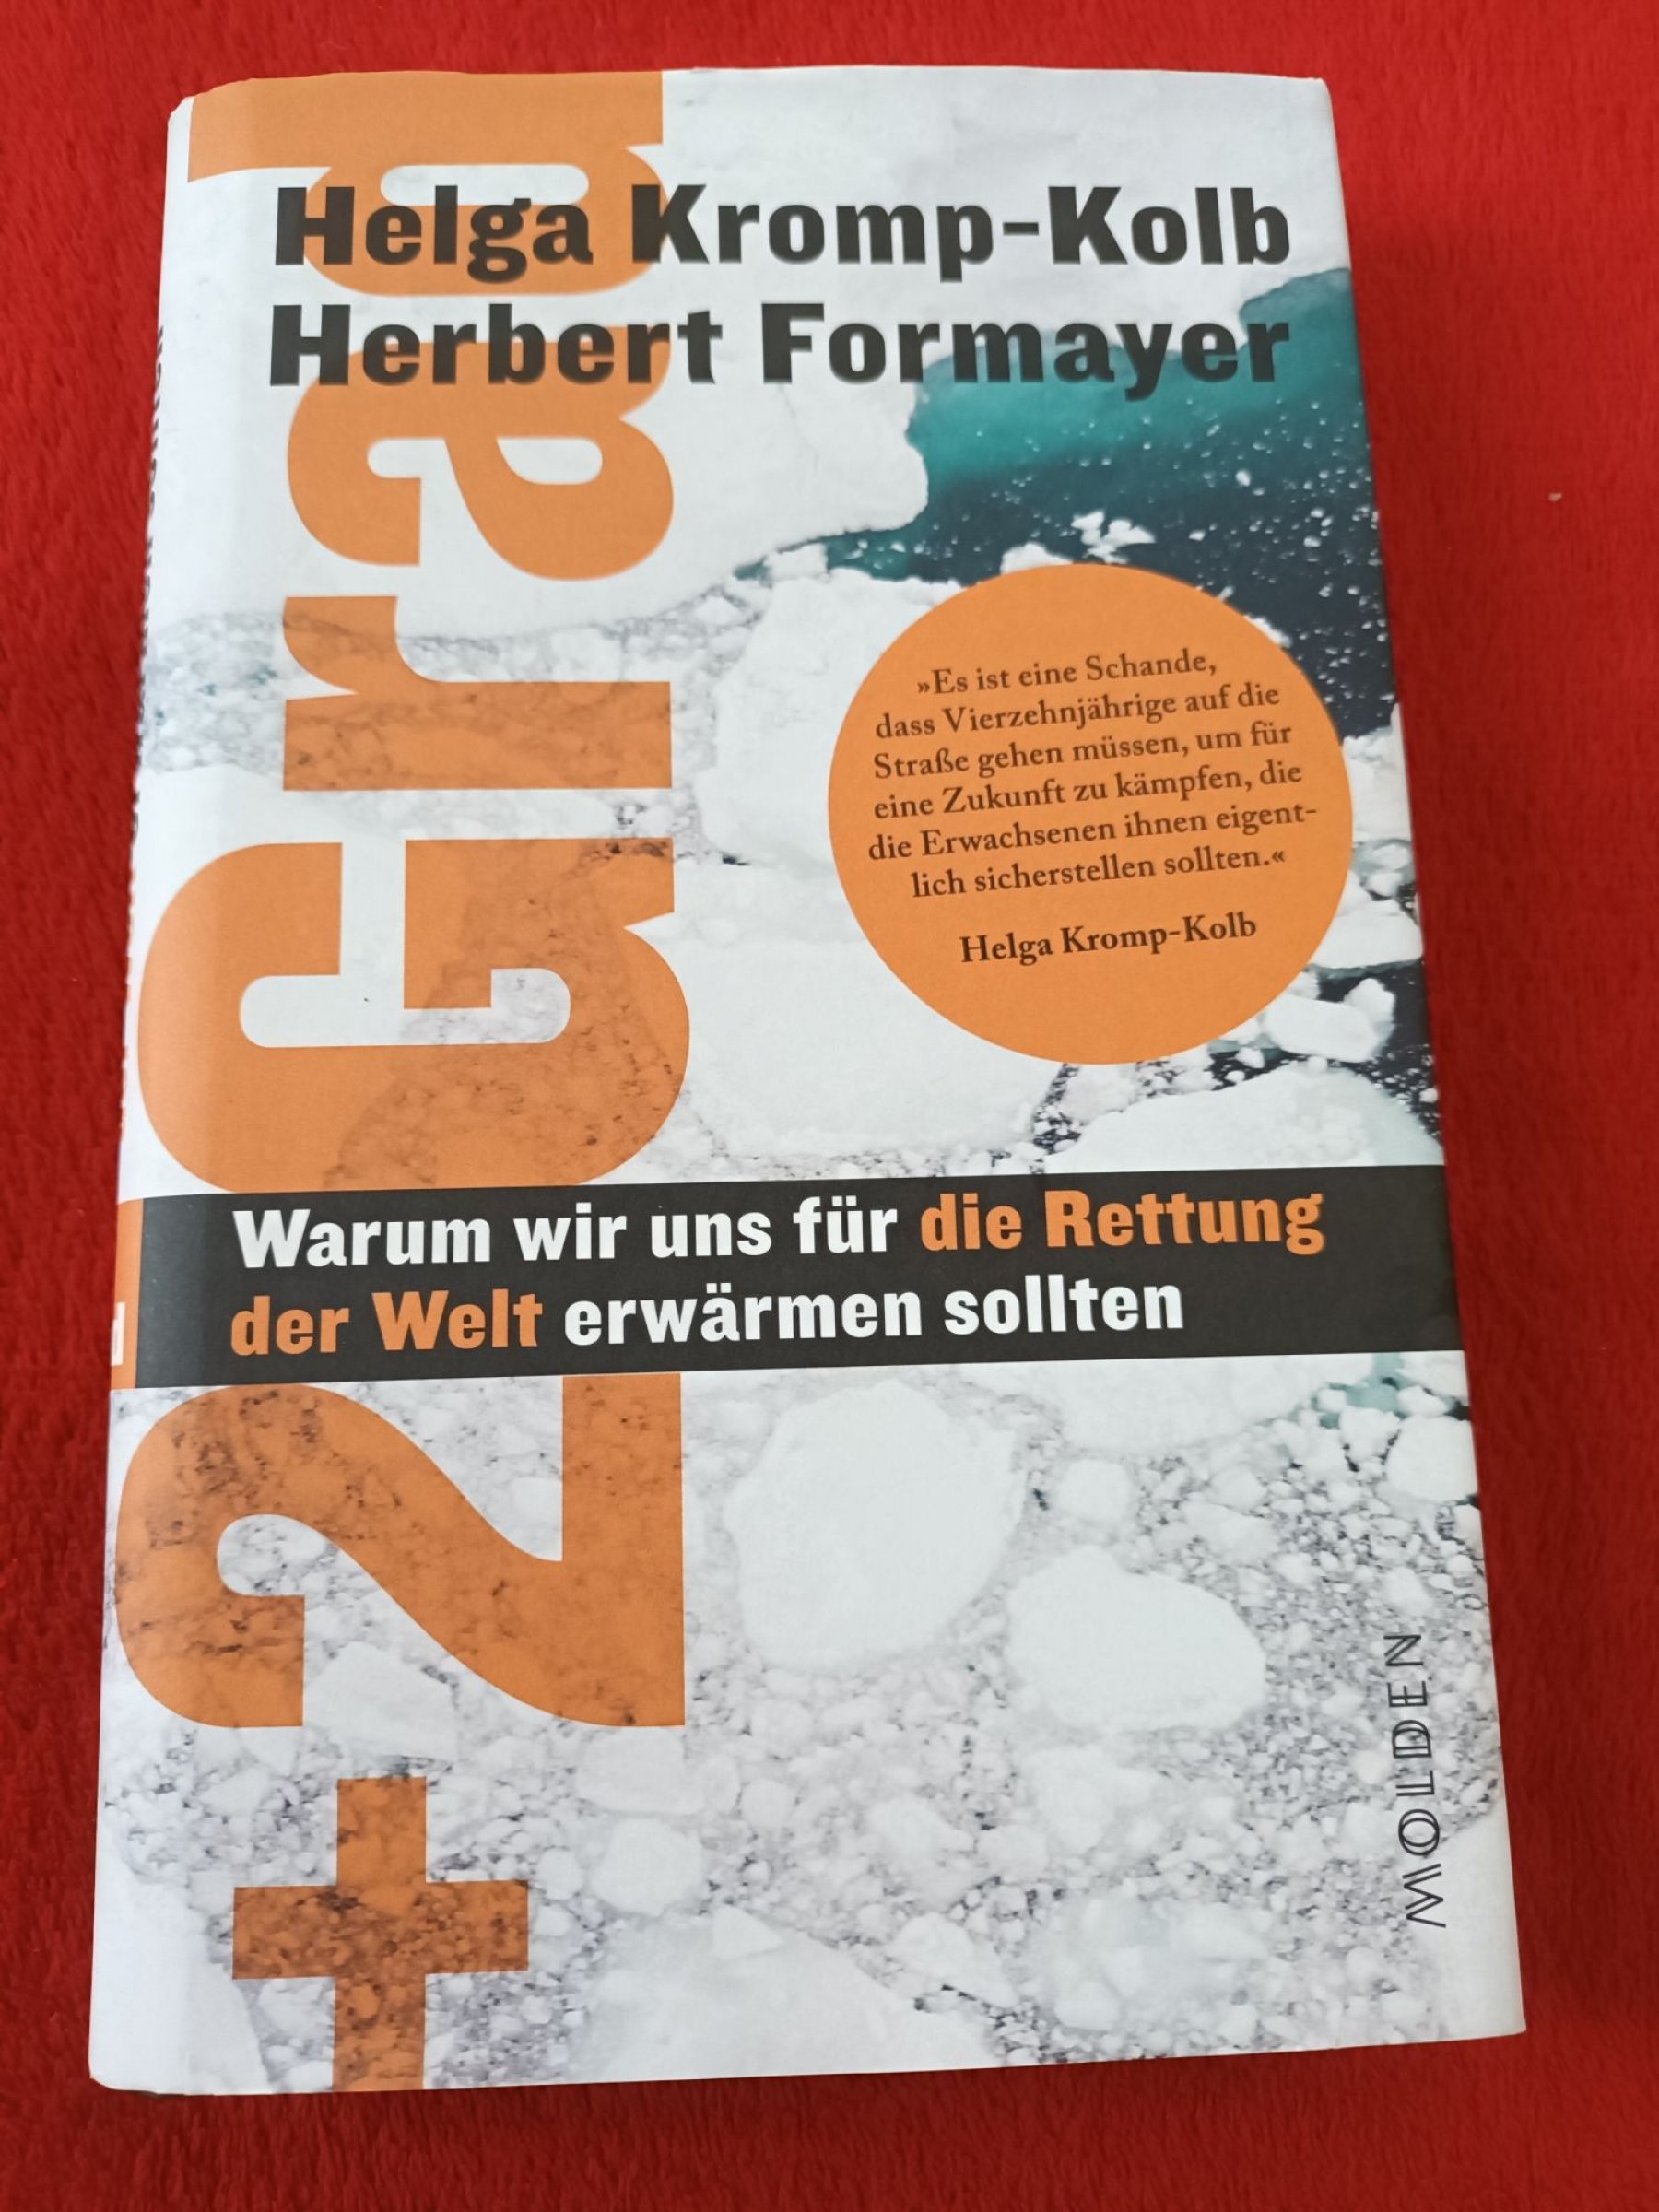 Helga Kromp-Kolb
Herbert Formayer
+ 2 Grad
»Es ist eine Schande,
dass Vierzehnjährige auf die
Straße gehen müssen, um für
eine Zukunft zu kämpfen, die
die Erwachsenen ihnen eigent-
lich sicherstellen sollten.«
Helga Kromp-Kolb
Warum wir uns für die Rettung
der Welt erwärmen sollten
MOLDEN